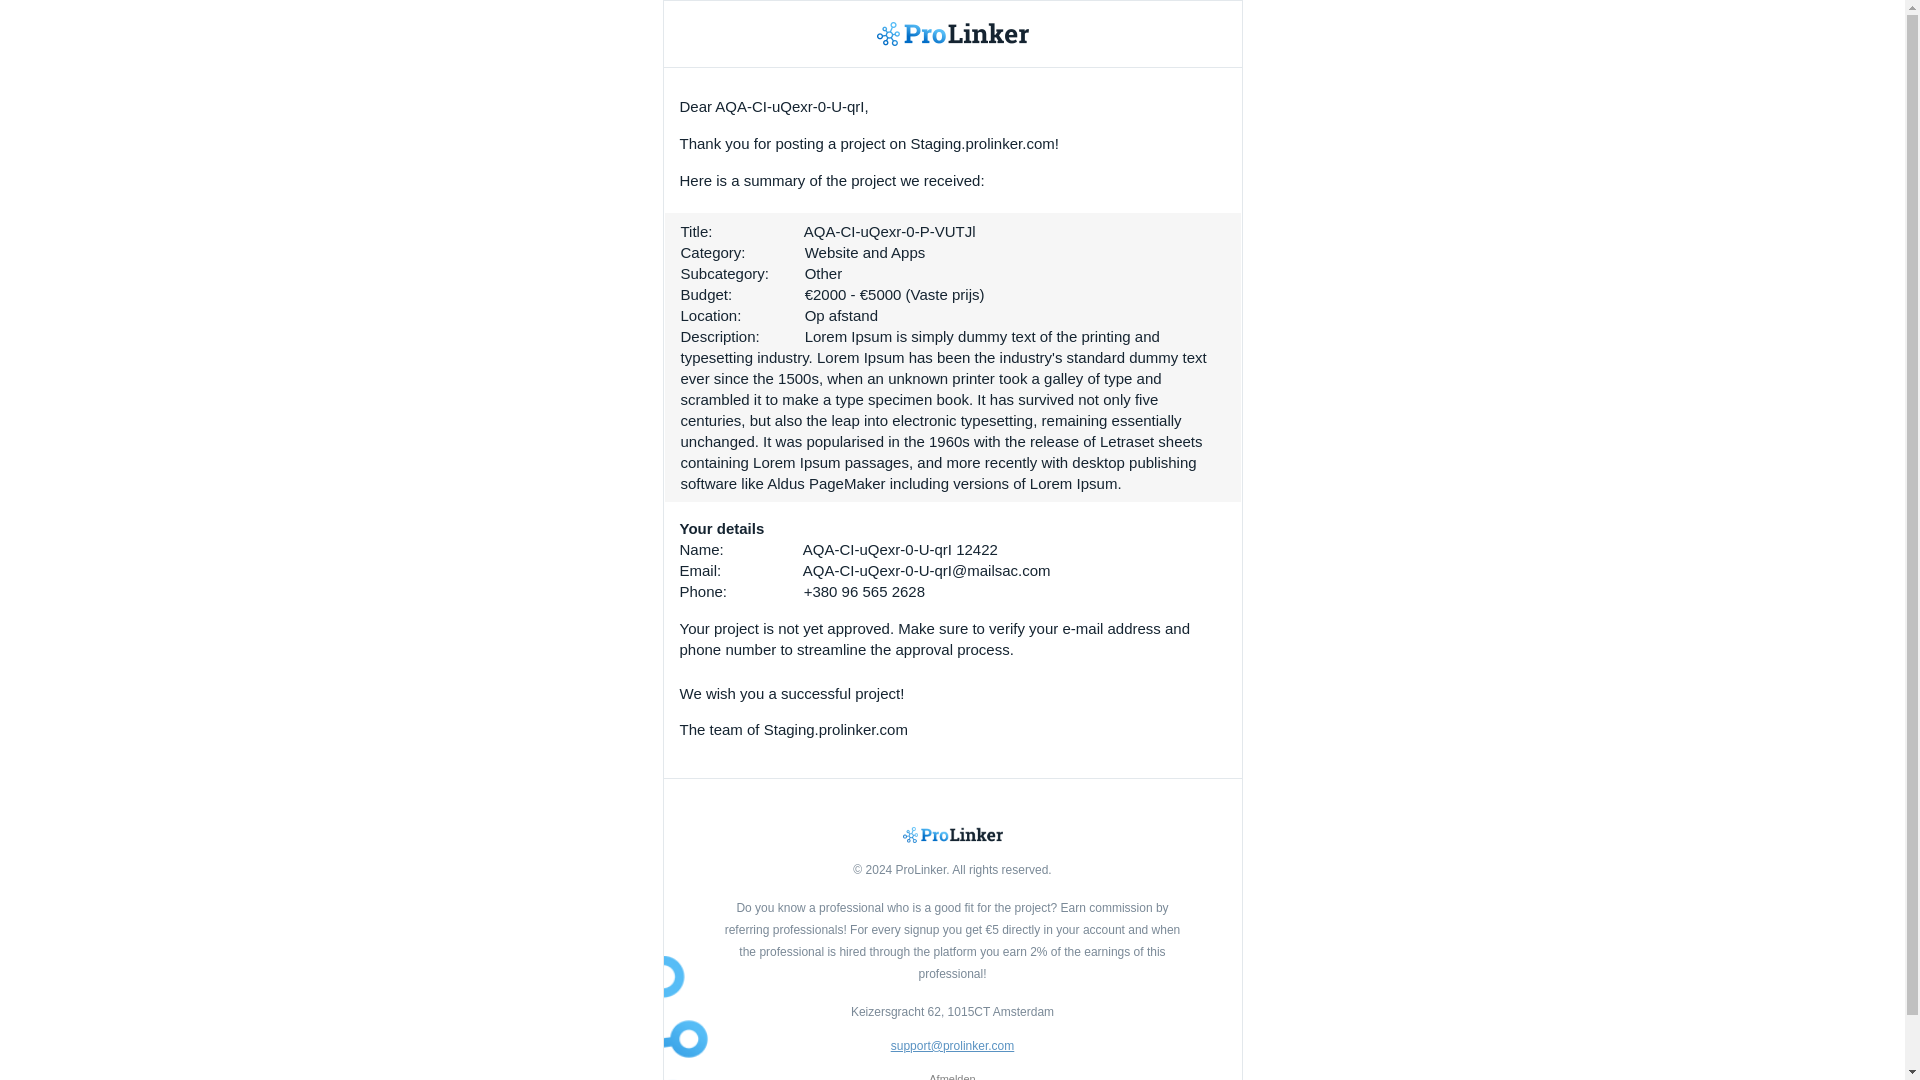 ProLinker
Dear AQA-CI-uQexr-0-U-qrI,
Thank you for posting a project on Staging.prolinker.com!
Here is a summary of the project we received:
Title: AQA-CI-uQexr-0-P-VUTJl
Category: Website and Apps
Subcategory: Other
Budget: €2000 - €5000 (Vaste prijs)
Location: Op afstand
Description: Lorem Ipsum is simply dummy text of the printing and
typesetting industry. Lorem Ipsum has been the industry's standard dummy text
ever since the 1500s, when an unknown printer took a galley of type and
scrambled it to make a type specimen book. It has survived not only five
centuries, but also the leap into electronic typesetting, remaining essentially
unchanged. It was popularised in the 1960s with the release of Letraset sheets
containing Lorem Ipsum passages, and more recently with desktop publishing
software like Aldus PageMaker including versions of Lorem Ipsum.
Your details
Name: AQA-CI-uQexr-0-U-qrI 12422
Email: AQA-CI-uQexr-0-U-qrI@mailsac.com
Phone: +380 96 565 2628
Your project is not yet approved. Make sure to verify your e-mail address and
phone number to streamline the approval process.
We wish you a successful project!
The team of Staging.prolinker.com
ProLinker
© 2024 ProLinker. All rights reserved.
Do you know a professional who is a good fit for the project? Earn commission by
referring professionals! For every signup you get €5 directly in your account and when
the professional is hired through the platform you earn 2% of the earnings of this
professional!
Keizersgracht 62, 1015CT Amsterdam
support@prolinker.com
Afmelden